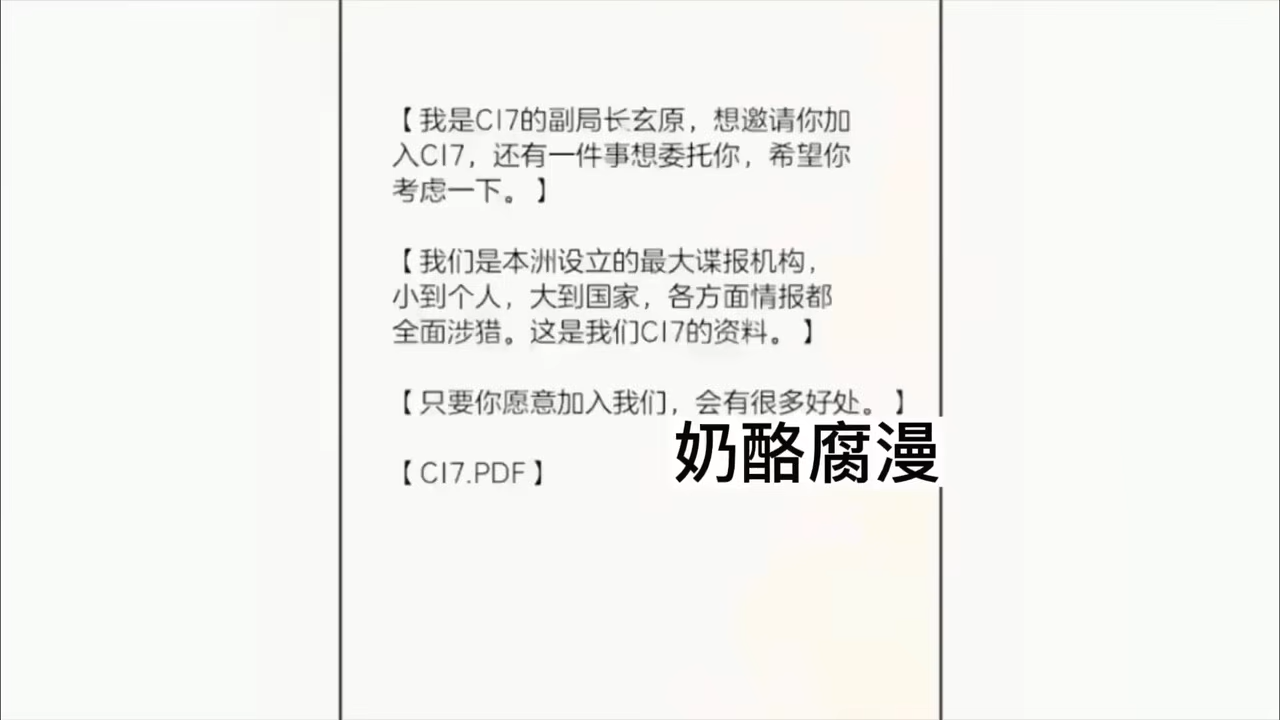 【我是CI7的副局长玄原，想邀请你加
入CI7，还有一件事想委托你，希望你
考虑一下。】
【我们是本洲设立的最大谍报机构，
小到个人，大到国家，各方面情报都
全面涉猎。这是我们CI7的资料。】
【只要你愿意加入我们，会有很多好处。】
奶酪腐漫
【CI7.PDF】